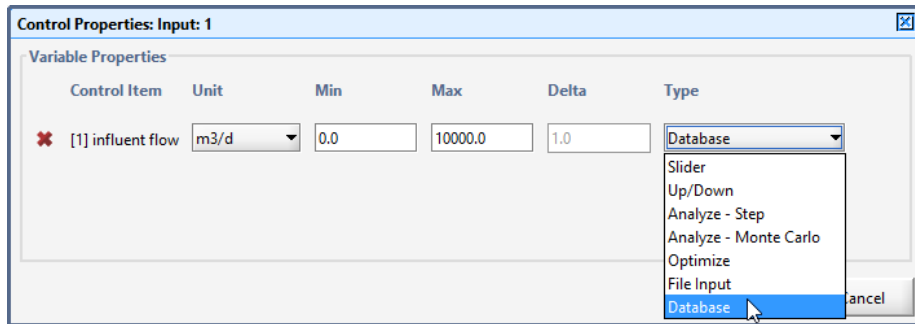 Control Properties: Input: 1
Variable Properties
Control Item Unit Min Max Delta Type
[1] influent flow m3/d 0.0 10000.0 1.0 Database
Slider
Up/Down
Analyze - Step
Analyze - Monte Carlo
Optimize
File Input
Database